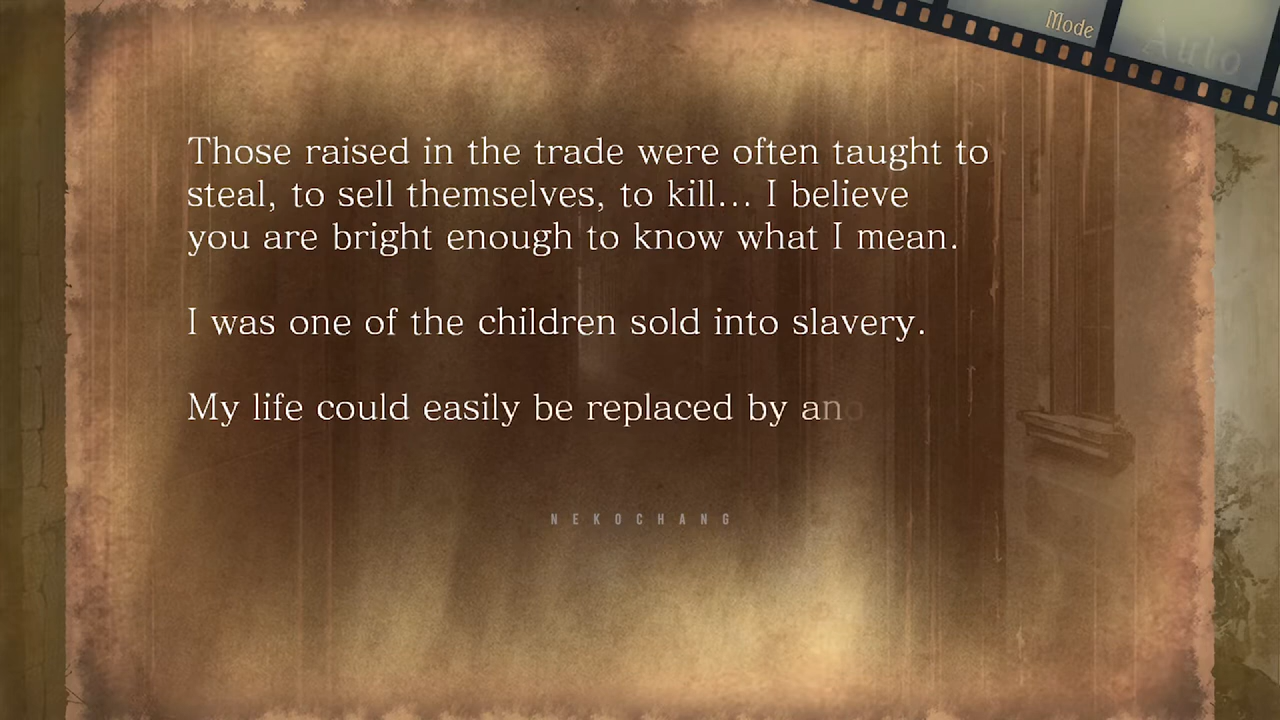 Mode
Auto
Those raised in the trade were often taught to
steal, to sell themselves, to kill... I believe
you are bright enough to know what I mean.
I was one of the children sold into slavery.
My life could easily be replaced by ano
NEKOCHANG